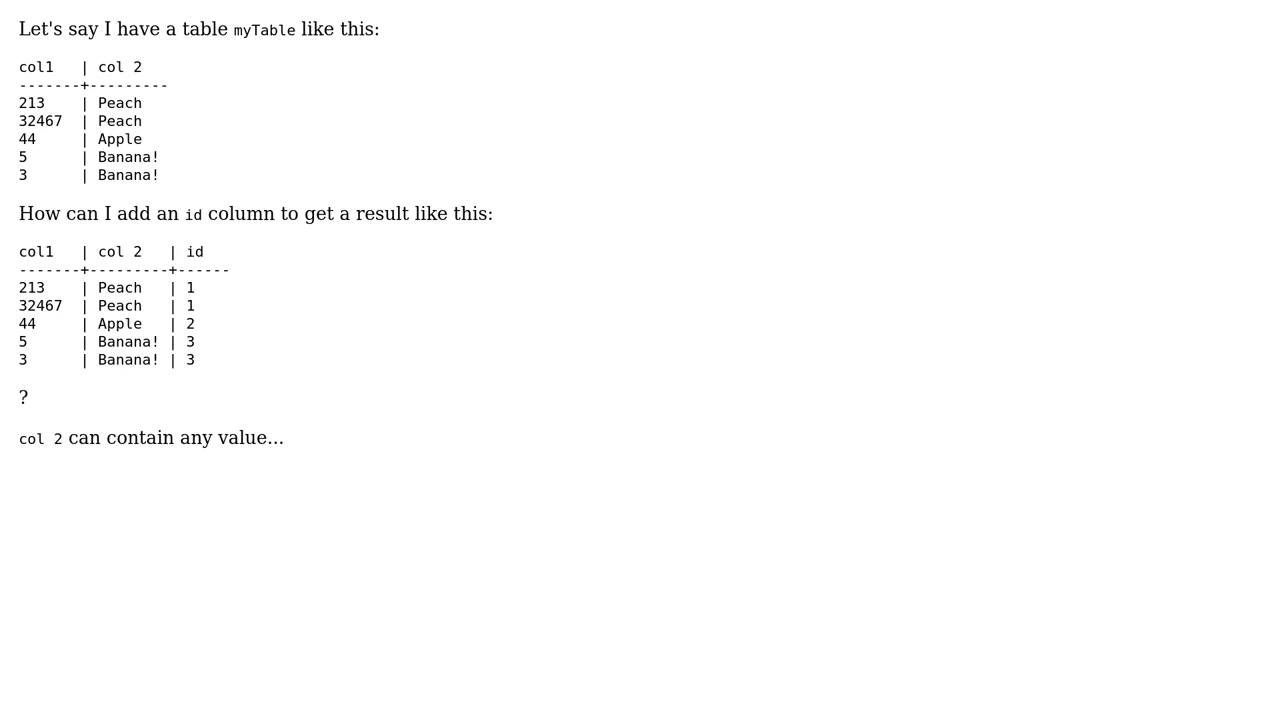 Let's say I have a table myTable like this:
col1   | col 2
-------+---------
213    | Peach
32467  | Peach
44     | Apple
5      | Banana!
3      | Banana!
How can I add an id column to get a result like this:
col1   | col 2   | id
-------+---------+------
213    | Peach   | 1
32467  | Peach   | 1
44     | Apple   | 2
5      | Banana! | 3
3      | Banana! | 3
?
col 2 can contain any value...